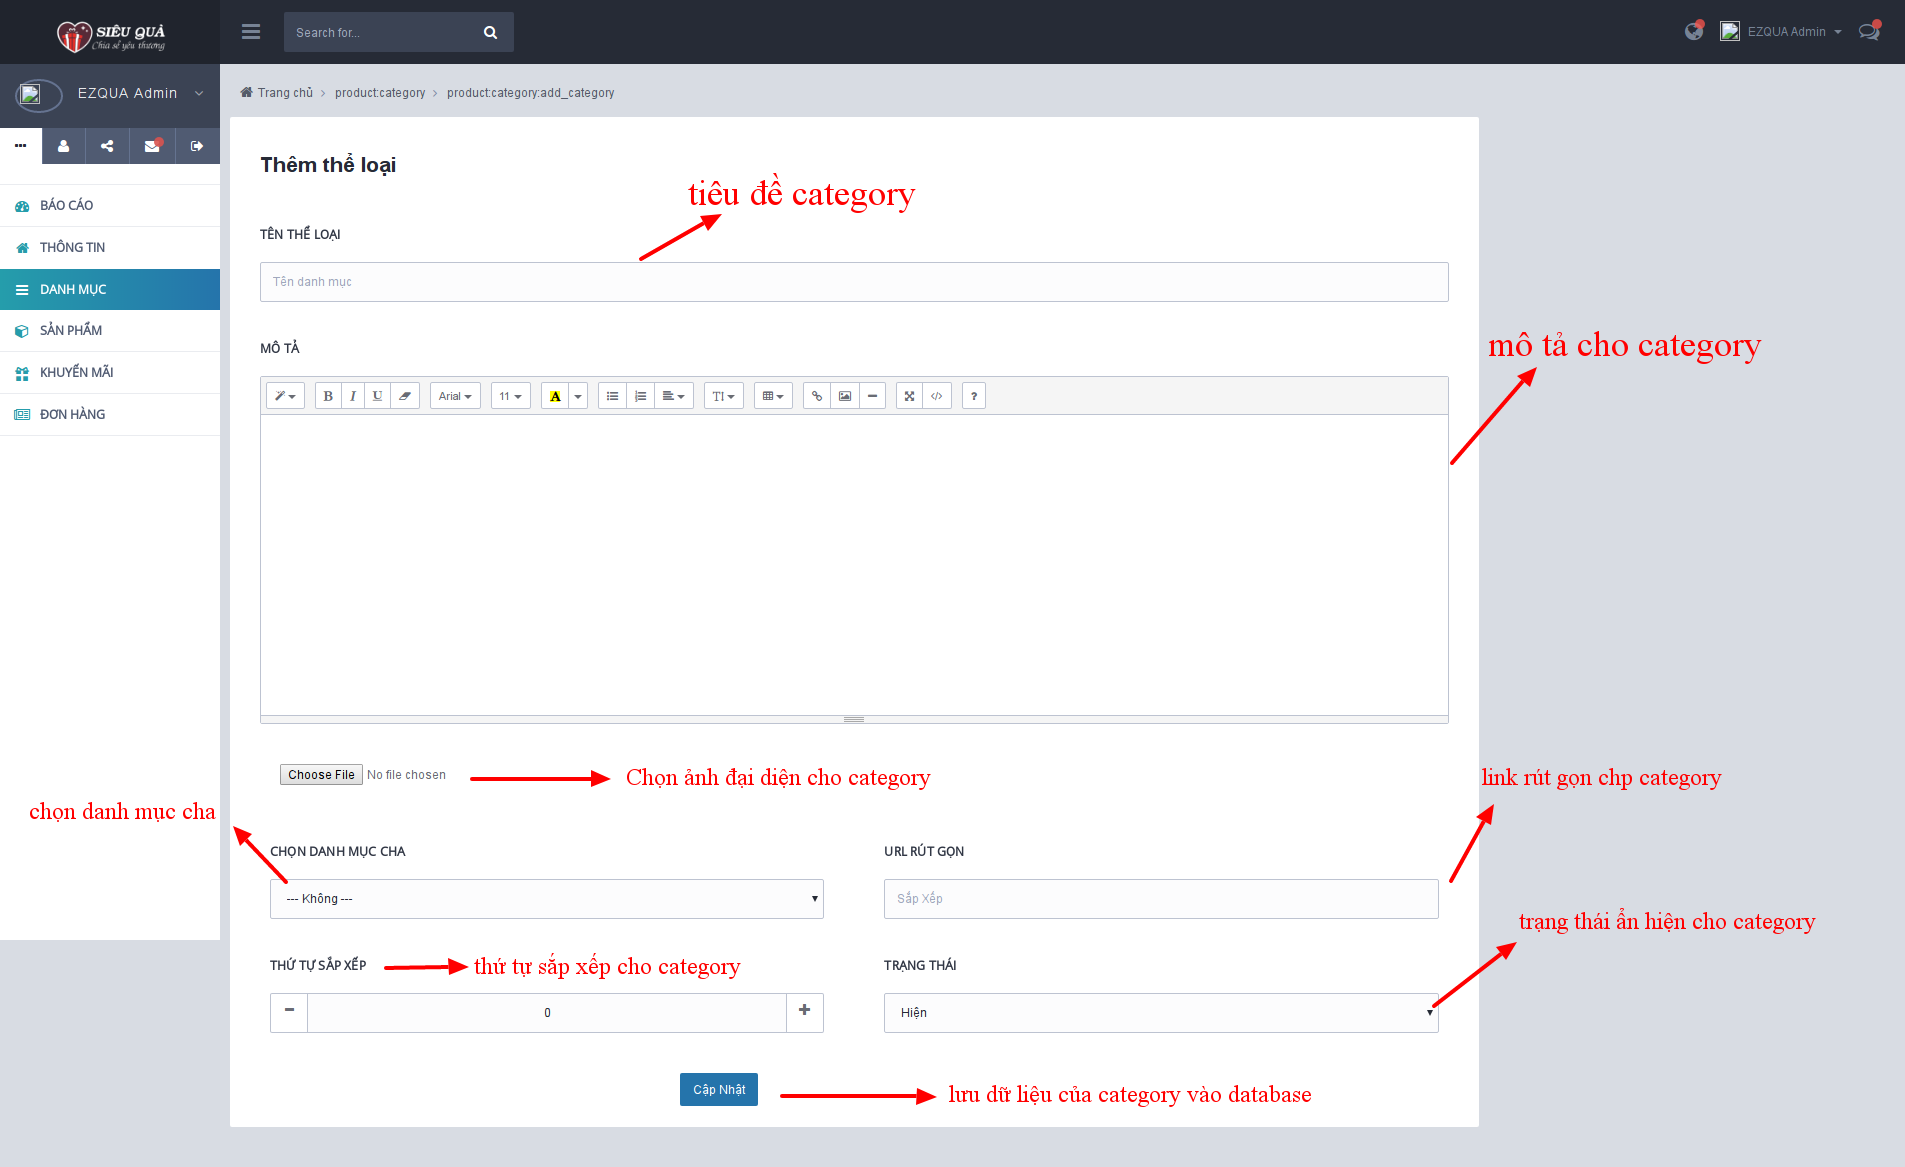 SIÊU QUÀ
Chia sẻ yêu thương
Search for...
EZQUA Admin
EZQUA Admin
BÁO CÁO
THÔNG TIN
DANH MỤC
SẢN PHẨM
KHUYẾN MÃI
ĐƠN HÀNG
Trang chủ > product:category > product:category:add_category
Thêm thể loại
tiêu đề category
TÊN THỂ LOẠI
Tên danh mục
mô tả cho category
MÔ TẢ
B I U Arial 11 A TI </> ?
Choose File No file chosen
Chọn ảnh đại diện cho category
link rút gọn chp category
chọn danh mục cha
CHỌN DANH MỤC CHA
URL RÚT GỌN
--- Không ---
Sắp Xếp
trạng thái ẩn hiện cho category
THỨ TỰ SẮP XẾP
thứ tự sắp xếp cho category
TRẠNG THÁI
0
Hiện
Cập Nhật
lưu dữ liệu của category vào database